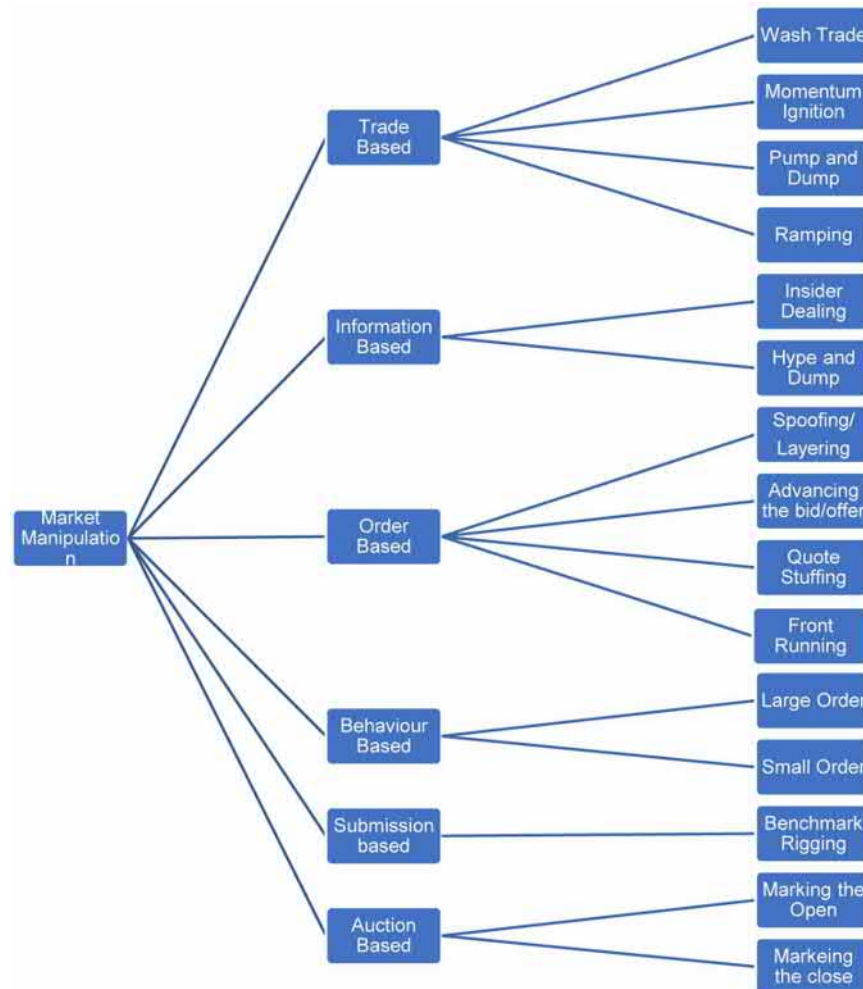 Wash Trade
Momentum
Ignition
Trade
Based
Pump and
Dump
Ramping
Insider
Dealing
Information
Based
Hype and
Dump
Spoofing/
Layering
Market
Manipulatio
n
Order
Based
Advancing
the bid/offer
Quote
Stuffing
Front
Running
Behaviour
Based
Large Order
Small Order
Submission
based
Benchmark
Rigging
Auction
Based
Marking the
Open
Markeing
the close